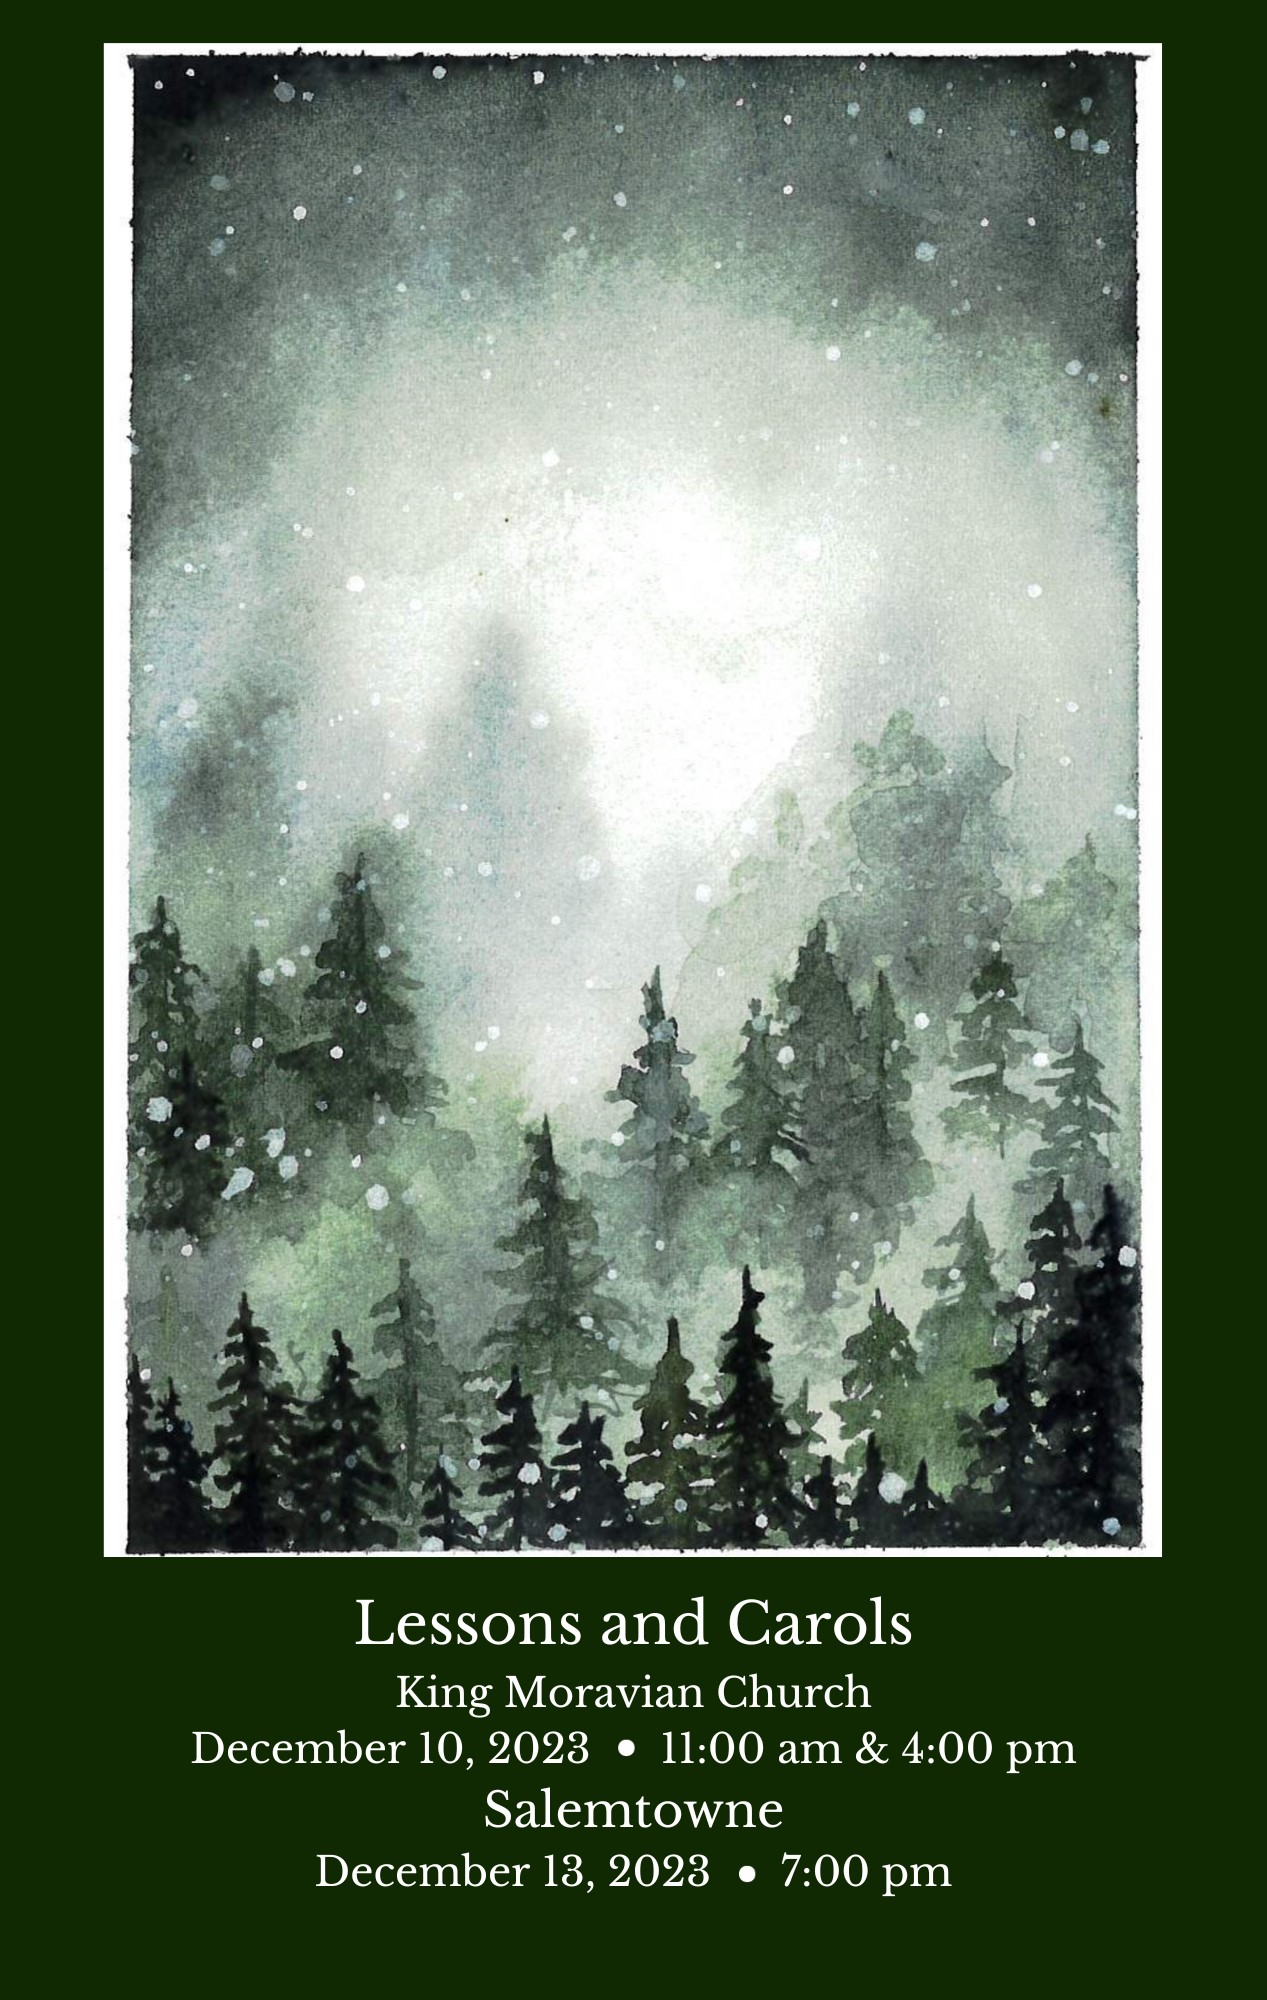 Lessons and Carols
King Moravian Church
December 10, 2023 • 11:00 am & 4:00 pm
Salemtowne
December 13, 2023 • 7:00 pm